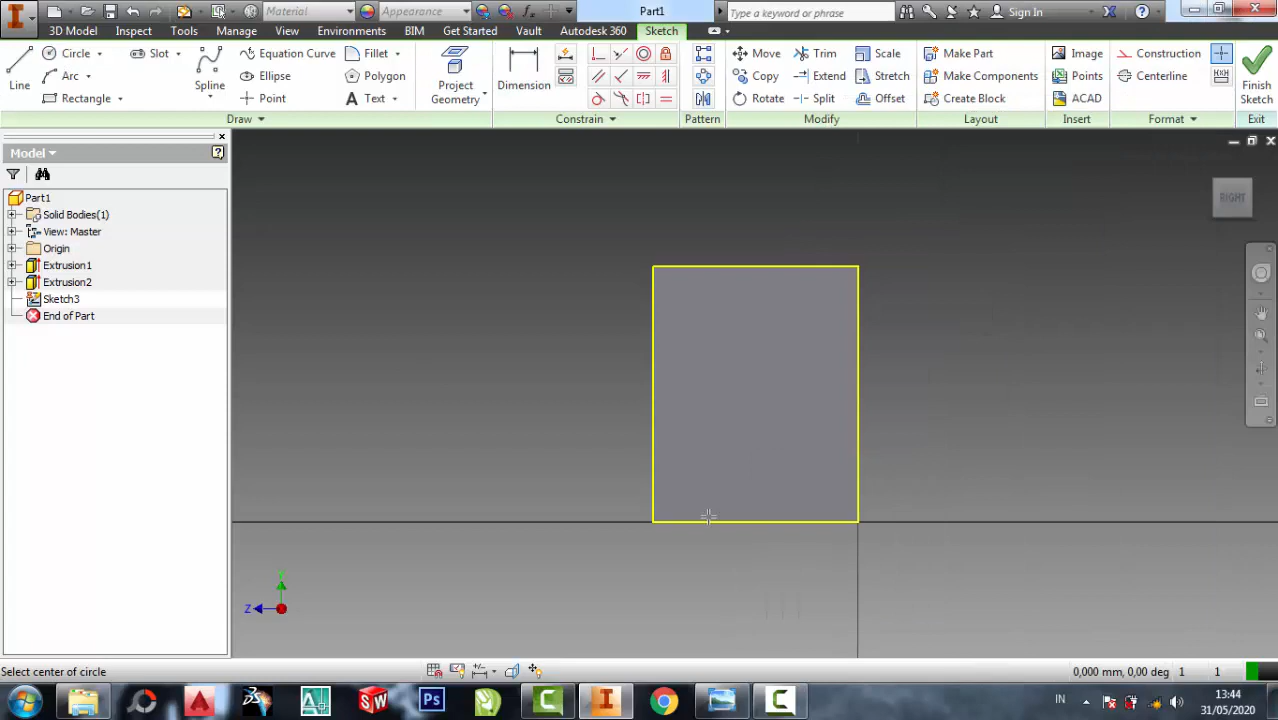 Material
Appearance
fx
Part1
Type a keyword or phrase
Sign In
3D Model
Inspect
Tools
Manage
View
Environments
BIM
Get Started
Vault
Autodesk 360
Sketch
Line
Circle
Arc
Rectangle
Slot
Spline
Equation Curve
Ellipse
Point
Fillet
Polygon
Text
Project
Geometry
Dimension
Move
Copy
Rotate
Trim
Extend
Split
Scale
Stretch
Offset
Make Part
Make Components
Create Block
Image
Points
ACAD
Construction
Centerline
Finish
Sketch
Draw
Constrain
Pattern
Modify
Layout
Insert
Format
Exit
Model
Part1
Solid Bodies(1)
View: Master
Origin
Extrusion1
Extrusion2
Sketch3
End of Part
RIGHT
Z
Select center of circle
0,000 mm, 0,00 deg
1
1
Ps
IN
13:44
31/05/2020